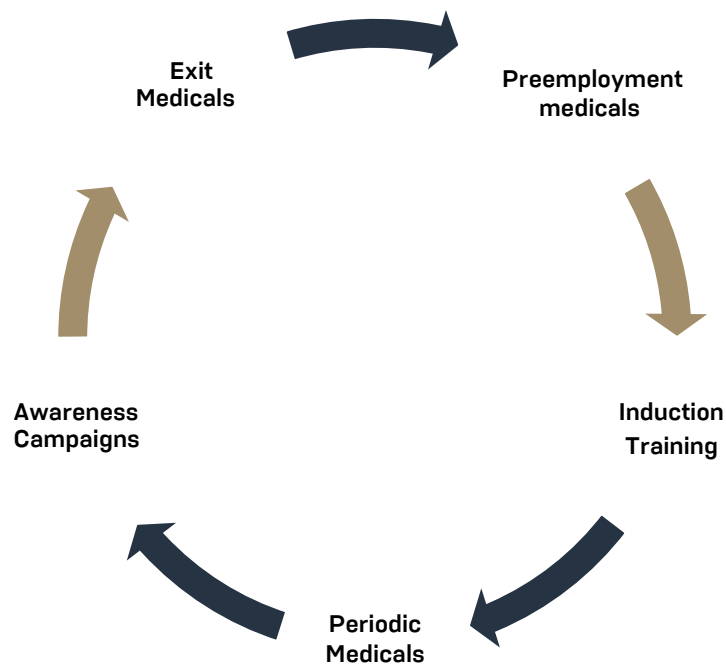 Exit
Medicals
Preemployment
medicals
Induction
Training
Periodic
Medicals
Awareness
Campaigns